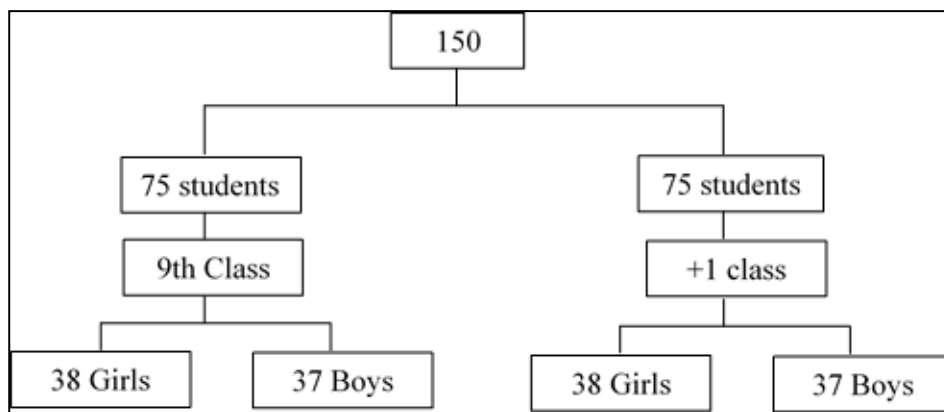 150
75 students
75 students
9th Class
+1 class
38 Girls
37 Boys
38 Girls
37 Boys